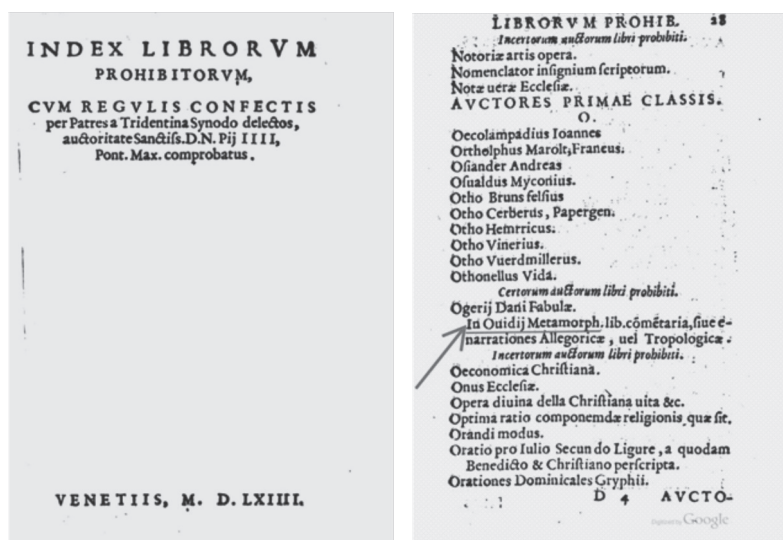 INDEX LIBRORVM
PROHIBITORVM,
CVM REGVLIS CONFECTIS
per Patres a Tridentina Synodo delectos,
auctoritate Sanctiſs. D.N. Pij IIII,
Pont. Max. comprobatus.
VENETIIS, M. D. LXIIII.
LIBRORVM PROHIB. 28
Incertorum auctorum libri prohibiti.
Notoriæ artis opera.
Nomenclator inſignium ſcriptorum.
Notæ ueræ Eccleſiæ.
AVCTORES PRIMAE CLASSIS.
O.
Oecolampadius Ioannes
Ortholphus Marolt, Francus.
Oſiander Andreas
Oſualdus Myconius.
Otho Brunsfelſius
Otho Cerberus, Papergen.
Otho Hemrricus.
Otho Vinerius.
Otho Vuerdmillerus.
Othonellus Vida.
Certorum auctorum libri prohibiti.
Ogerij Dani Fabulæ.
In Ouidij Metamorph. lib. cōmētaria, ſiue e-
narrationes Allegoricæ, uel Tropologicæ.
Incertorum auctorum libri prohibiti.
Oeconomica Chriſtiana.
Onus Eccleſiæ.
Opera diuina della Chriſtiana uita &c.
Optima ratio componendæ religionis quæ ſit.
Orandi modus.
Oratio pro Iulio Secundo Ligure, a quodam
Benedicto & Chriſtiano perſcripta.
Orationes Dominicales Gryphii.
D 4 AVCTO-
Digitized by Google